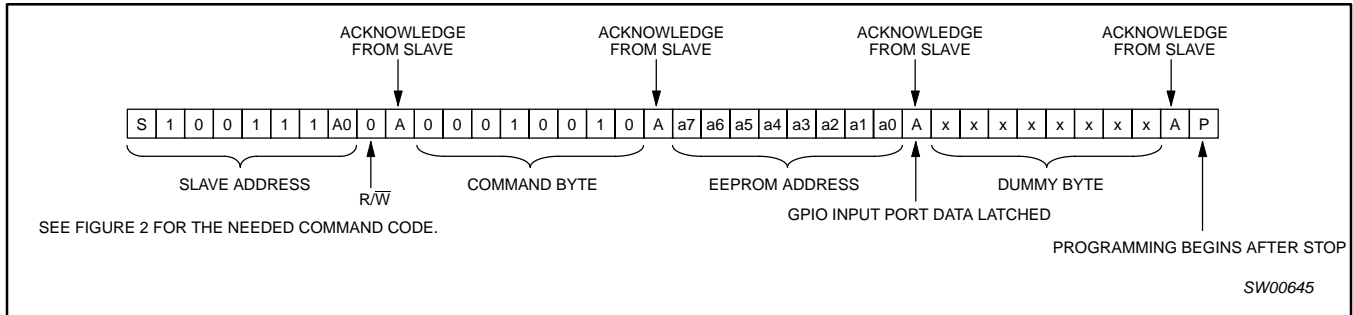 ACKNOWLEDGE FROM SLAVE
ACKNOWLEDGE FROM SLAVE
ACKNOWLEDGE FROM SLAVE
ACKNOWLEDGE FROM SLAVE
S 1 0 0 1 1 1 A0 0 A 0 0 0 1 0 0 1 0 A a7 a6 a5 a4 a3 a2 a1 a0 A x x x x x x x x A P
SLAVE ADDRESS
R/W̅
COMMAND BYTE
EEPROM ADDRESS
DUMMY BYTE
GPIO INPUT PORT DATA LATCHED
SEE FIGURE 2 FOR THE NEEDED COMMAND CODE.
PROGRAMMING BEGINS AFTER STOP
SW00645